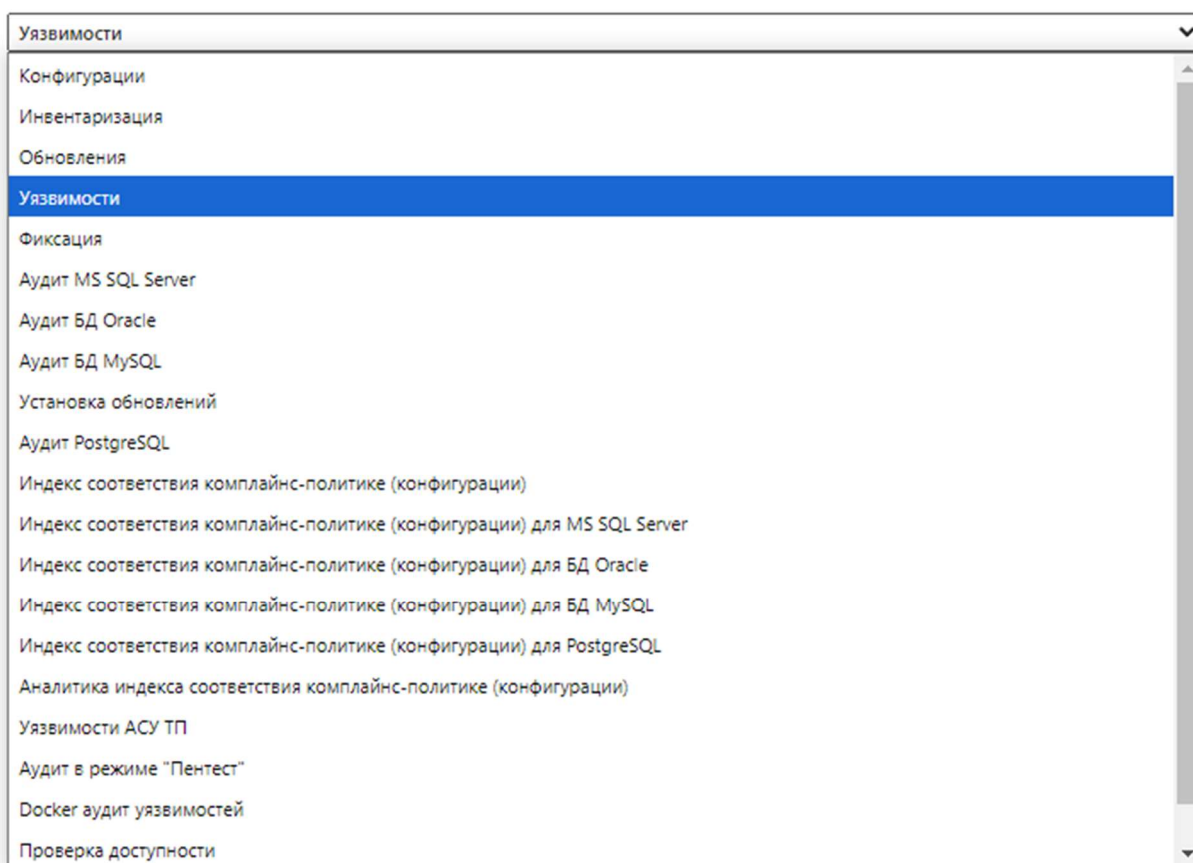 Уязвимости
Конфигурации
Инвентаризация
Обновления
Уязвимости
Фиксация
Аудит MS SQL Server
Аудит БД Oracle
Аудит БД MySQL
Установка обновлений
Аудит PostgreSQL
Индекс соответствия комплайнс-политике (конфигурации)
Индекс соответствия комплайнс-политике (конфигурации) для MS SQL Server
Индекс соответствия комплайнс-политике (конфигурации) для БД Oracle
Индекс соответствия комплайнс-политике (конфигурации) для БД MySQL
Индекс соответствия комплайнс-политике (конфигурации) для PostgreSQL
Аналитика индекса соответствия комплайнс-политике (конфигурации)
Уязвимости АСУ ТП
Аудит в режиме "Пентест"
Docker аудит уязвимостей
Проверка доступности